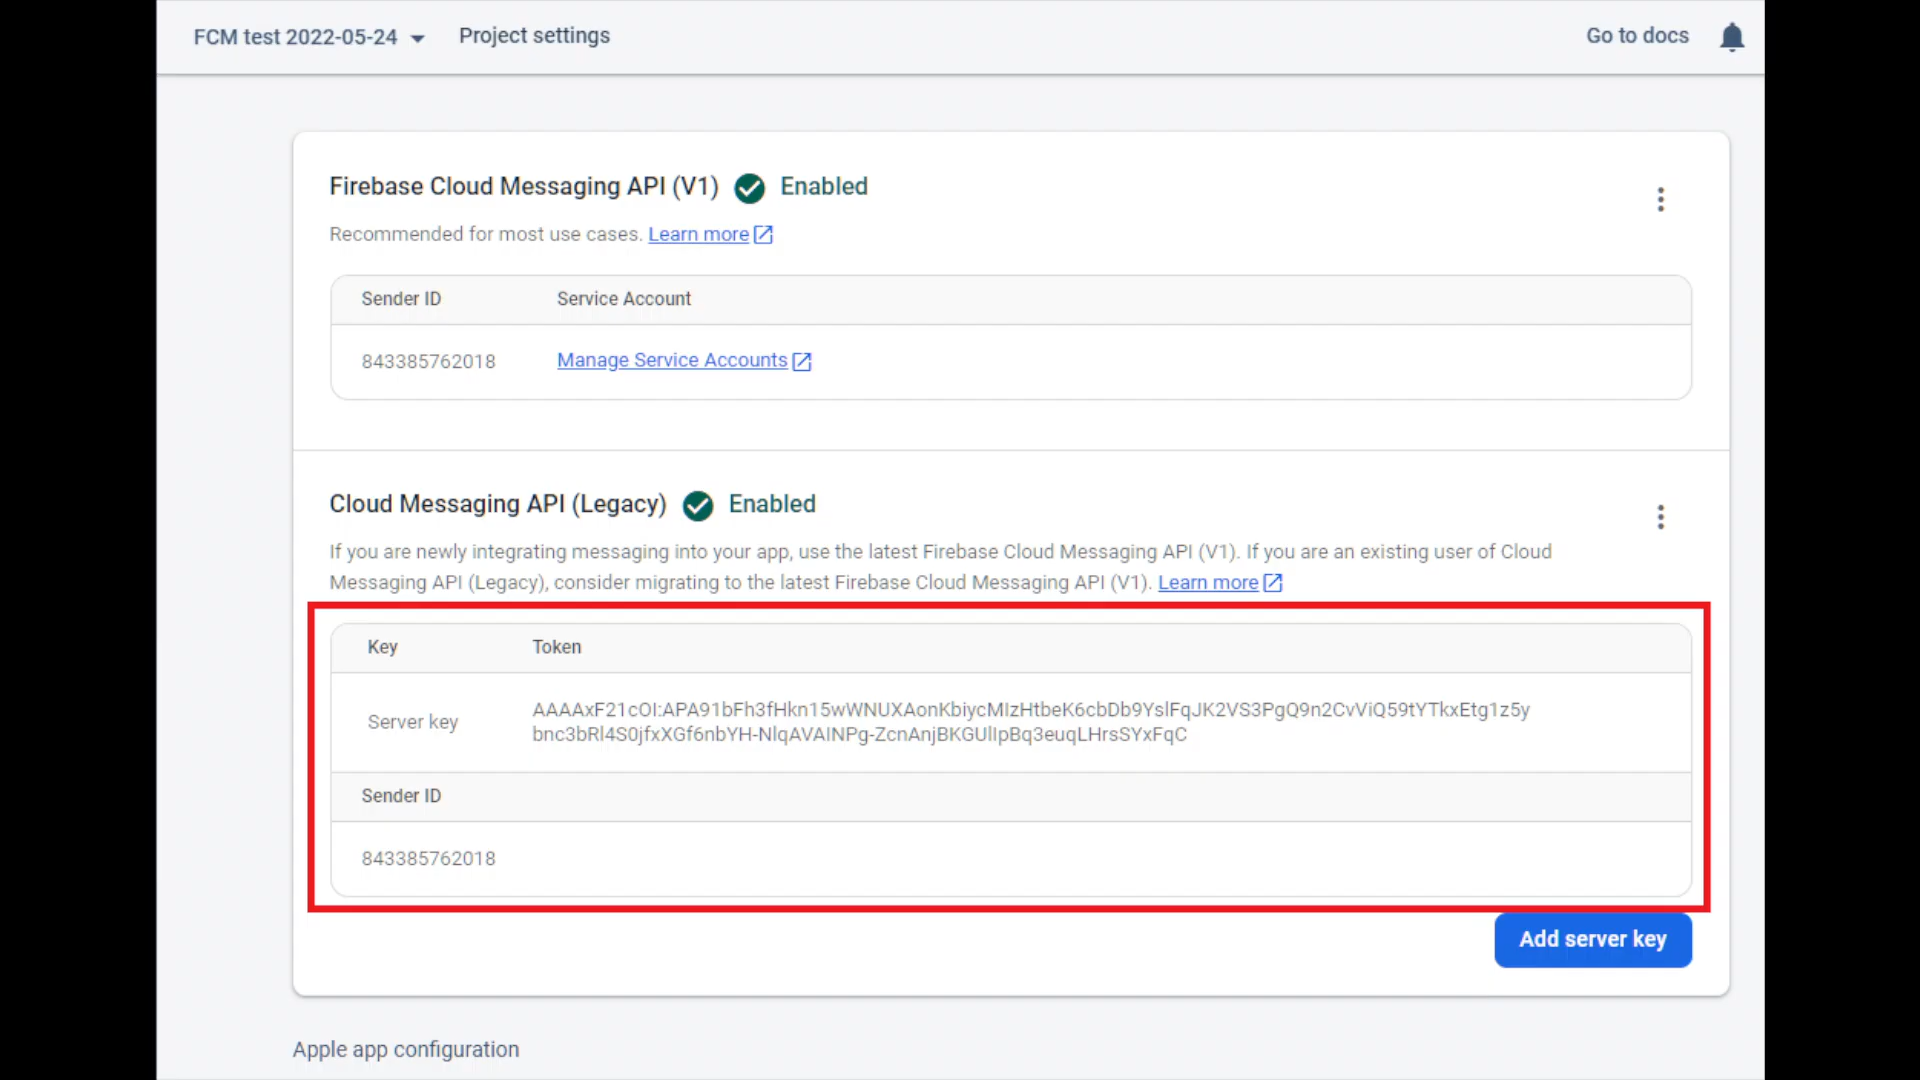 FCM test 2022-05-24 Project settings Go to docs
Firebase Cloud Messaging API (V1) Enabled
Recommended for most use cases. Learn more
Sender ID Service Account
843385762018 Manage Service Accounts
Cloud Messaging API (Legacy) Enabled
If you are newly integrating messaging into your app, use the latest Firebase Cloud Messaging API (V1). If you are an existing user of Cloud
Messaging API (Legacy), consider migrating to the latest Firebase Cloud Messaging API (V1). Learn more
Key Token
Server key AAAAxF21cOI:APA91bFh3fHkn15wWNUXAonKbiycMIzHtbeK6cbDb9YslFqJK2VS3PgQ9n2CvViQ59tYTkxEtg1z5y
bnc3bRl4S0jfxXGf6nbYH-NlqAVAINPg-ZcnAnjBKGUlIpBq3euqLHrsSYxFqC
Sender ID
843385762018
Add server key
Apple app configuration